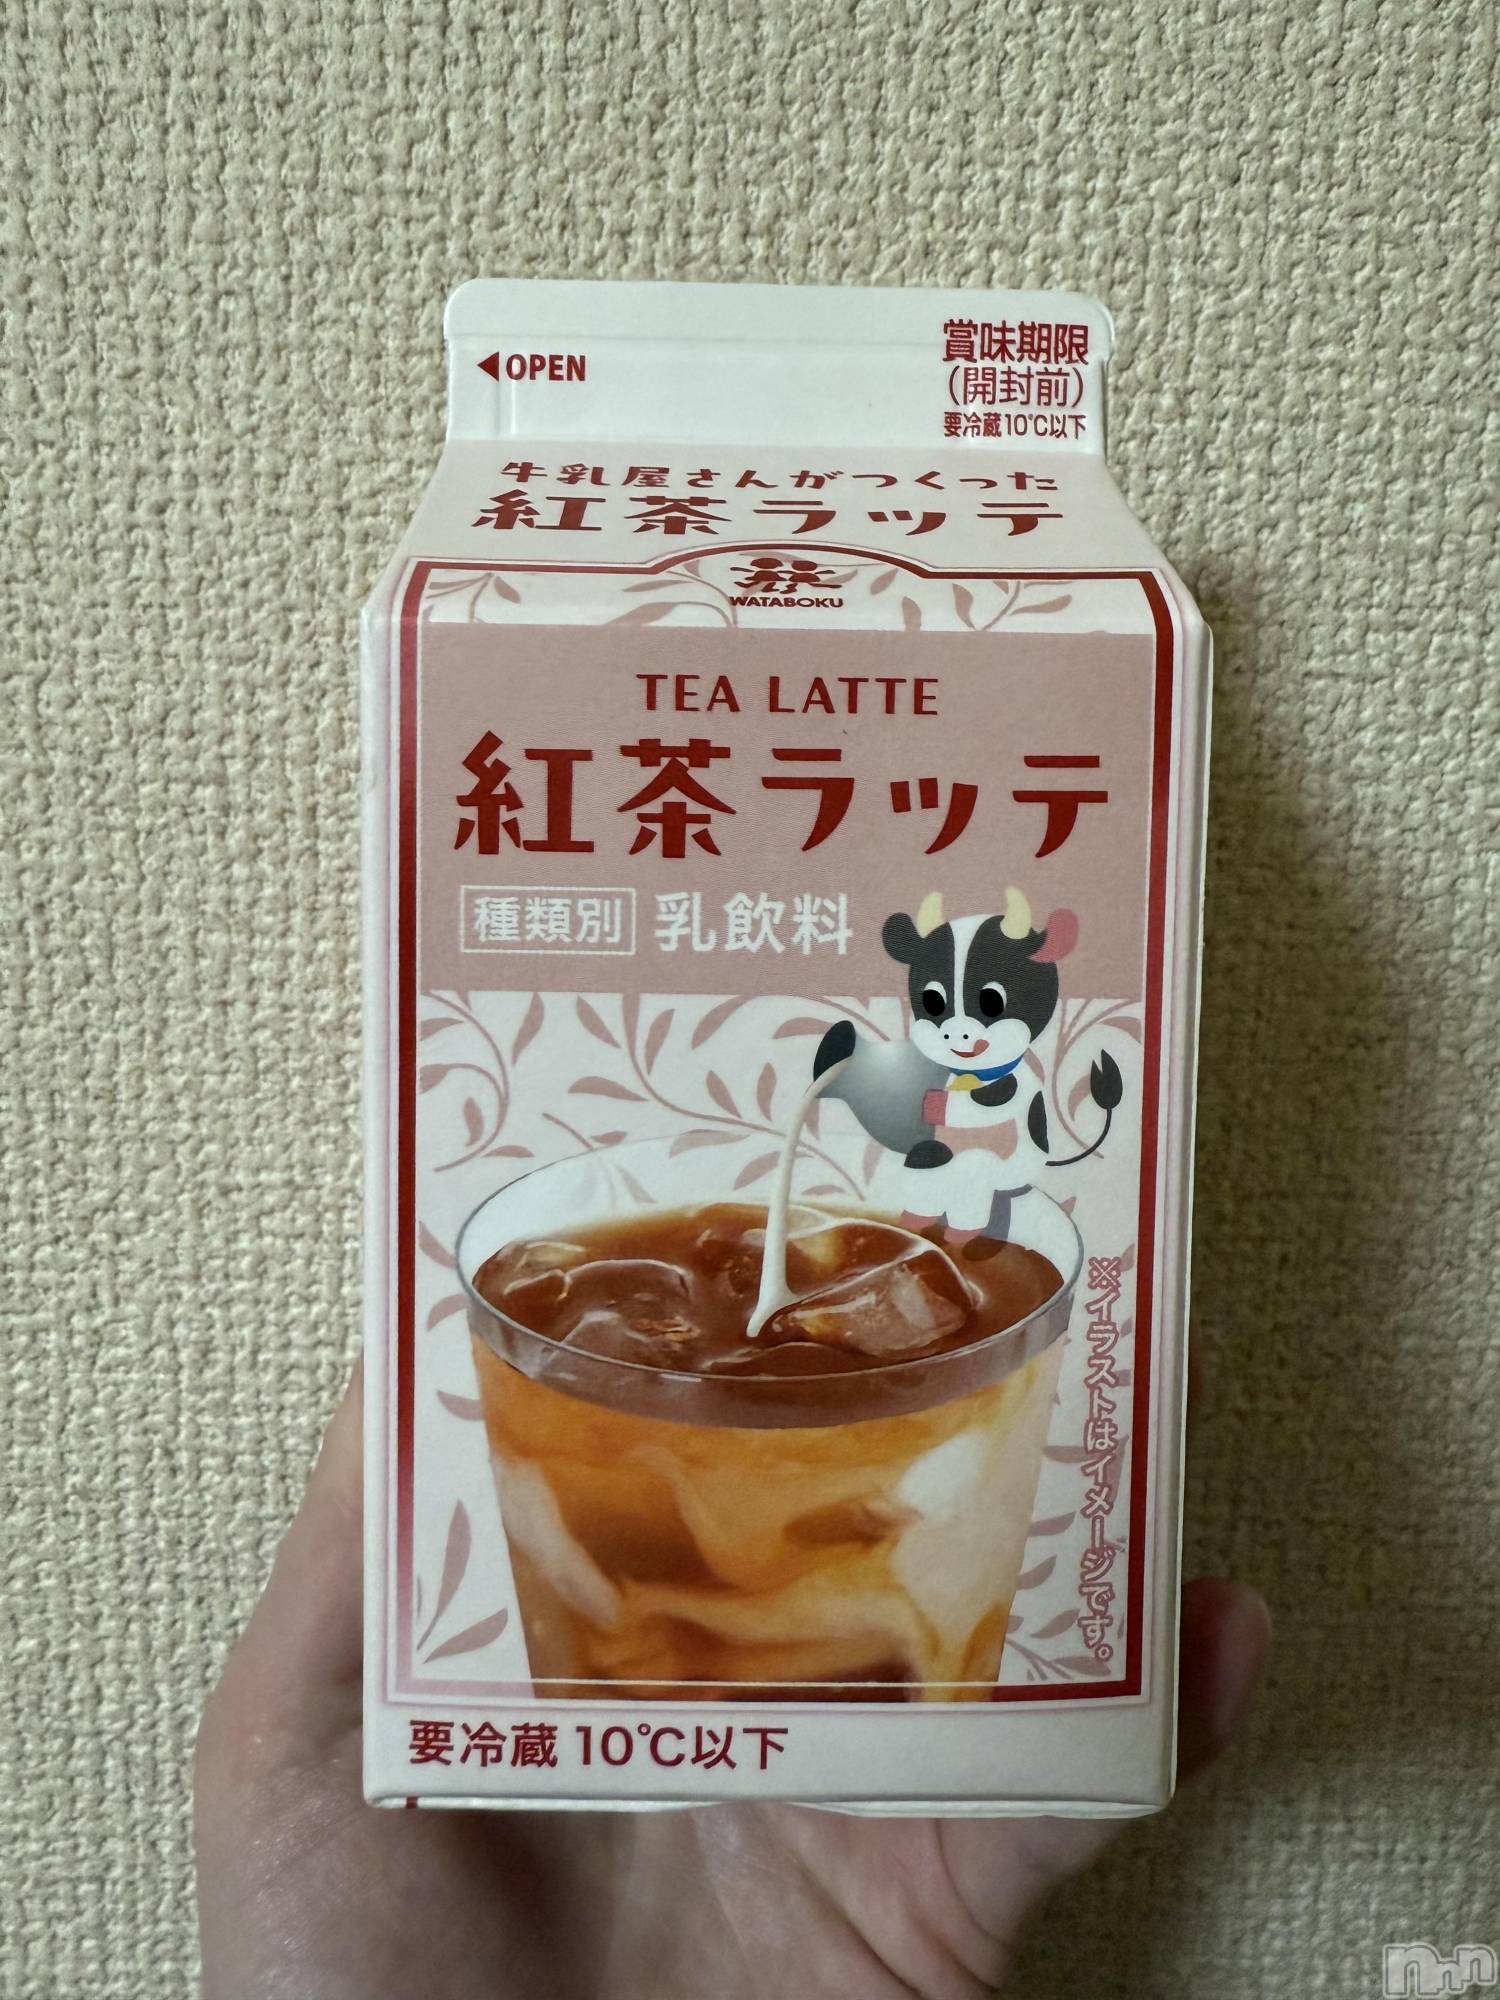 ◀OPEN
賞味期限
(開封前)
要冷蔵10℃以下
牛乳屋さんがつくった
紅茶ラッテ
WATABOKU
TEA LATTE
紅茶ラッテ
種類別 乳飲料
※イラストはイメージです。
要冷蔵 10℃以下
nnn